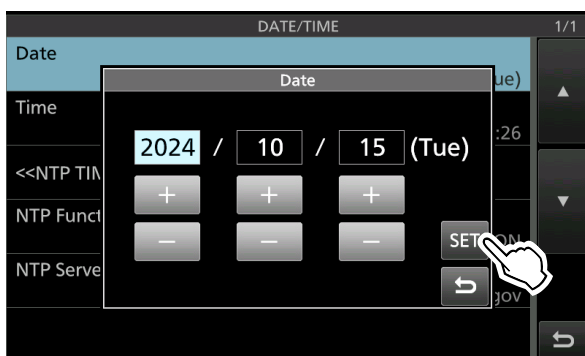 DATE/TIME 1/1
Date
ue)
Date
Time
:26
2024 / 10 / 15 (Tue)
<<NTP TIM
+ + +
NTP Funct
− − −
SET ON
NTP Serve
gov